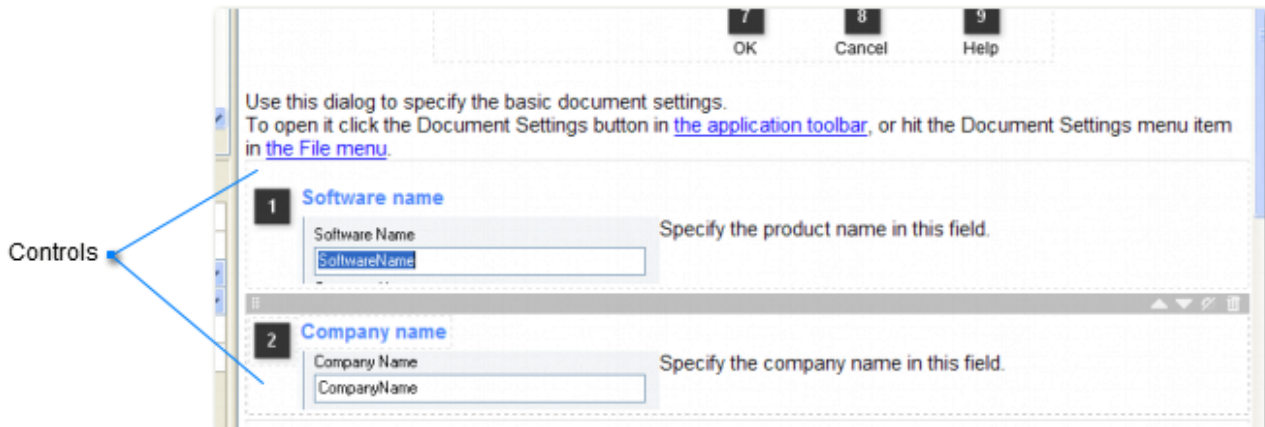 7 8 9
OK Cancel Help
Use this dialog to specify the basic document settings.
To open it click the Document Settings button in the application toolbar, or hit the Document Settings menu item
in the File menu.
1 Software name
Software Name
Specify the product name in this field.
SoftwareName
Controls
2 Company name
Company Name
Specify the company name in this field.
CompanyName